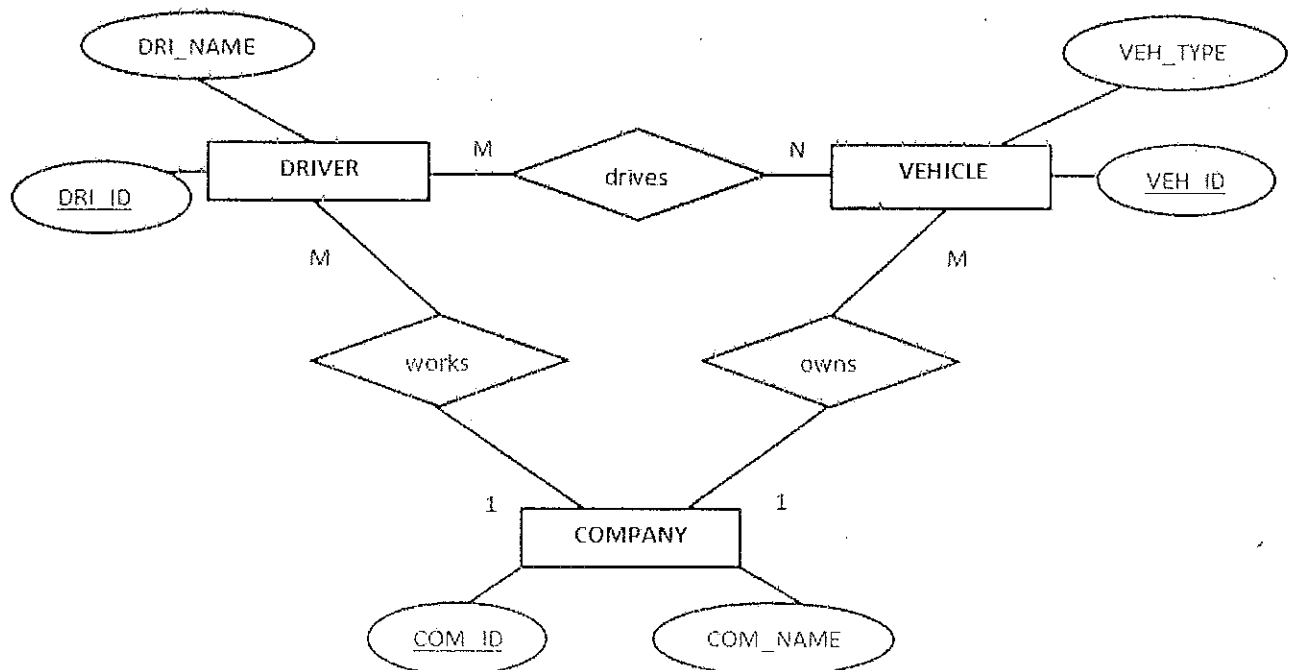 DRI_NAME
VEH_TYPE
M
N
DRIVER
drives
VEHICLE
DRI_ID
VEH_ID
M
M
works
owns
1
1
COMPANY
COM_ID
COM_NAME